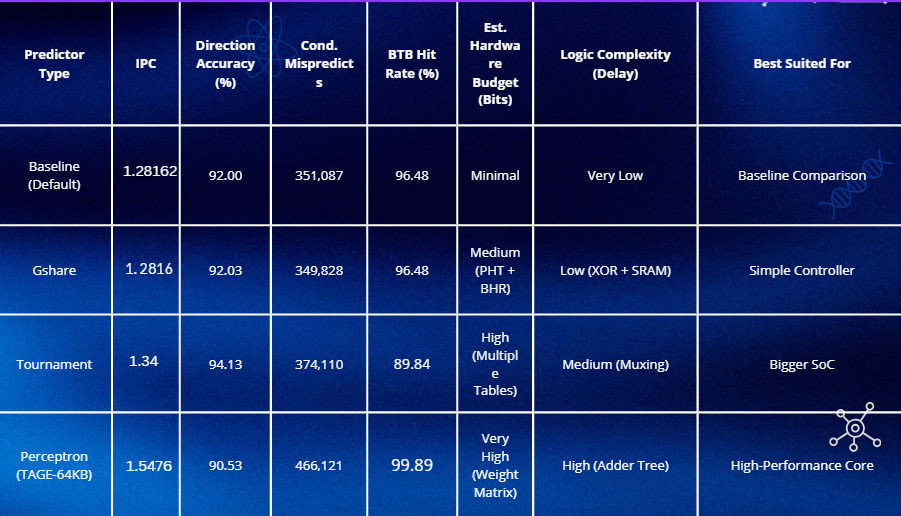 Predictor
Type
IPC
Direction
Accuracy
(%)
Cond.
Mispredict
s
BTB Hit
Rate (%)
Est.
Hardwa
re
Budget
(Bits)
Logic Complexity
(Delay)
Best Suited For
Baseline
(Default)
1.28162
92.00
351,087
96.48
Minimal
Very Low
Baseline Comparison
Gshare
1.2816
92.03
349,828
96.48
Medium
(PHT +
BHR)
Low (XOR + SRAM)
Simple Controller
Tournament
1.34
94.13
374,110
89.84
High
(Multipl
e
Tables)
Medium (Muxing)
Bigger SoC
Perceptron
(TAGE-64KB)
1.5476
90.53
466,121
99.89
Very
High
(Weight
Matrix)
High (Adder Tree)
High-Performance Core